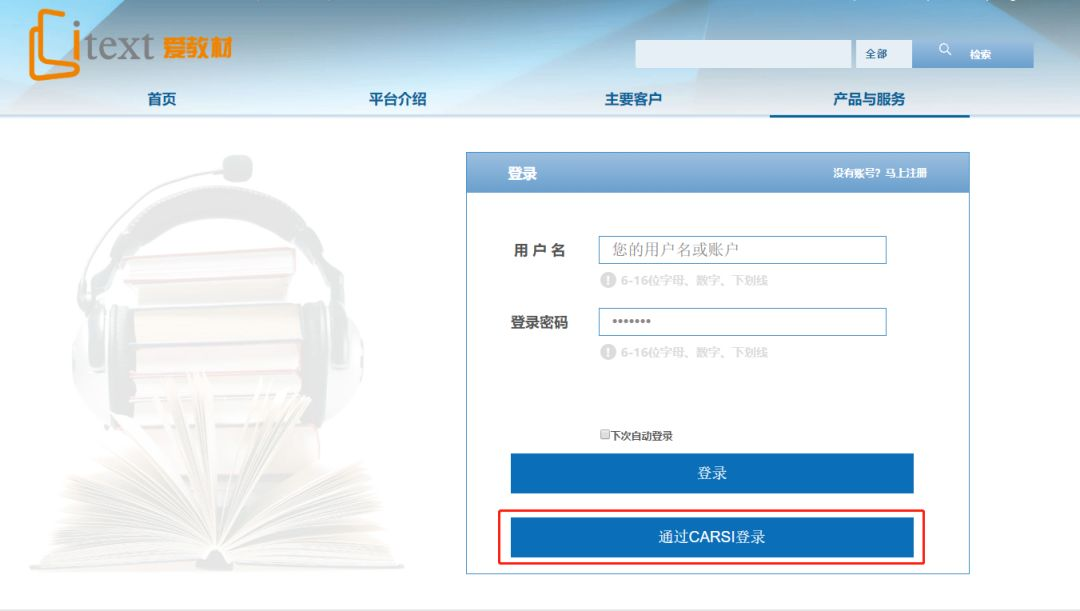 itext 爱教材
全部
检索
首页 平台介绍 主要客户 产品与服务
登录 没有账号？马上注册
用 户 名 您的用户名或账户
6-16位字母、数字、下划线
登录密码 •••••••
6-16位字母、数字、下划线
下次自动登录
登录
通过CARSI登录